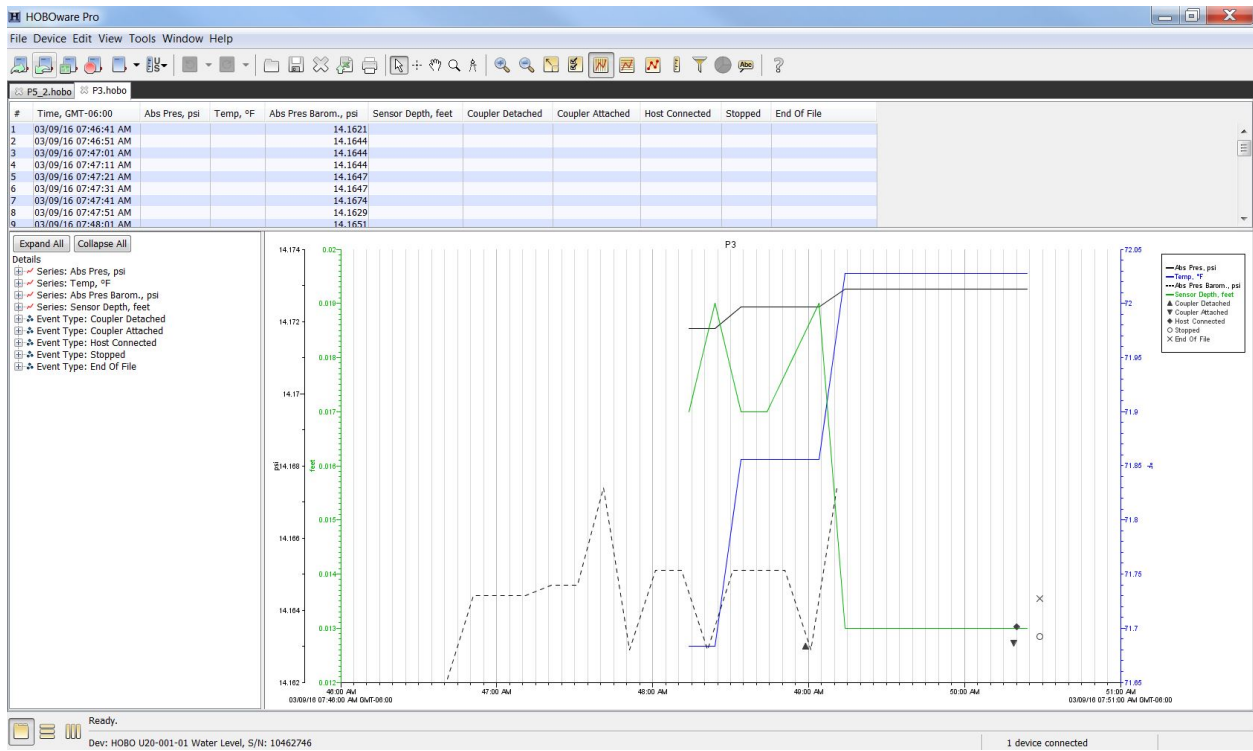 HOBOware Pro
File Device Edit View Tools Window Help
P5_2.hobo P3.hobo
# Time, GMT-06:00 Abs Pres, psi Temp, °F Abs Pres Barom., psi Sensor Depth, feet Coupler Detached Coupler Attached Host Connected Stopped End Of File
1 03/09/16 07:46:41 AM 14.1621
2 03/09/16 07:46:51 AM 14.1644
3 03/09/16 07:47:01 AM 14.1644
4 03/09/16 07:47:11 AM 14.1644
5 03/09/16 07:47:21 AM 14.1647
6 03/09/16 07:47:31 AM 14.1647
7 03/09/16 07:47:41 AM 14.1674
8 03/09/16 07:47:51 AM 14.1629
9 03/09/16 07:48:01 AM 14.1651
Expand All Collapse All
Details
Series: Abs Pres, psi
Series: Temp, °F
Series: Abs Pres Barom., psi
Series: Sensor Depth, feet
Event Type: Coupler Detached
Event Type: Coupler Attached
Event Type: Host Connected
Event Type: Stopped
Event Type: End Of File
P3
14.174 0.02 72.05
0.019 72
14.172
0.018 71.95
14.17
0.017 71.9
psi 14.168 feet 0.016 71.85 °F
0.015 71.8
14.166
0.014 71.75
14.164
0.013 71.7
14.162 0.012 71.65
46:00 AM 47:00 AM 48:00 AM 49:00 AM 50:00 AM 51:00 AM
03/09/16 07:46:00 AM GMT-06:00 03/09/16 07:51:00 AM GMT-06:00
Abs Pres, psi
Temp, °F
Abs Pres Barom., psi
Sensor Depth, feet
Coupler Detached
Coupler Attached
Host Connected
Stopped
End Of File
Ready.
Dev: HOBO U20-001-01 Water Level, S/N: 10462746 1 device connected